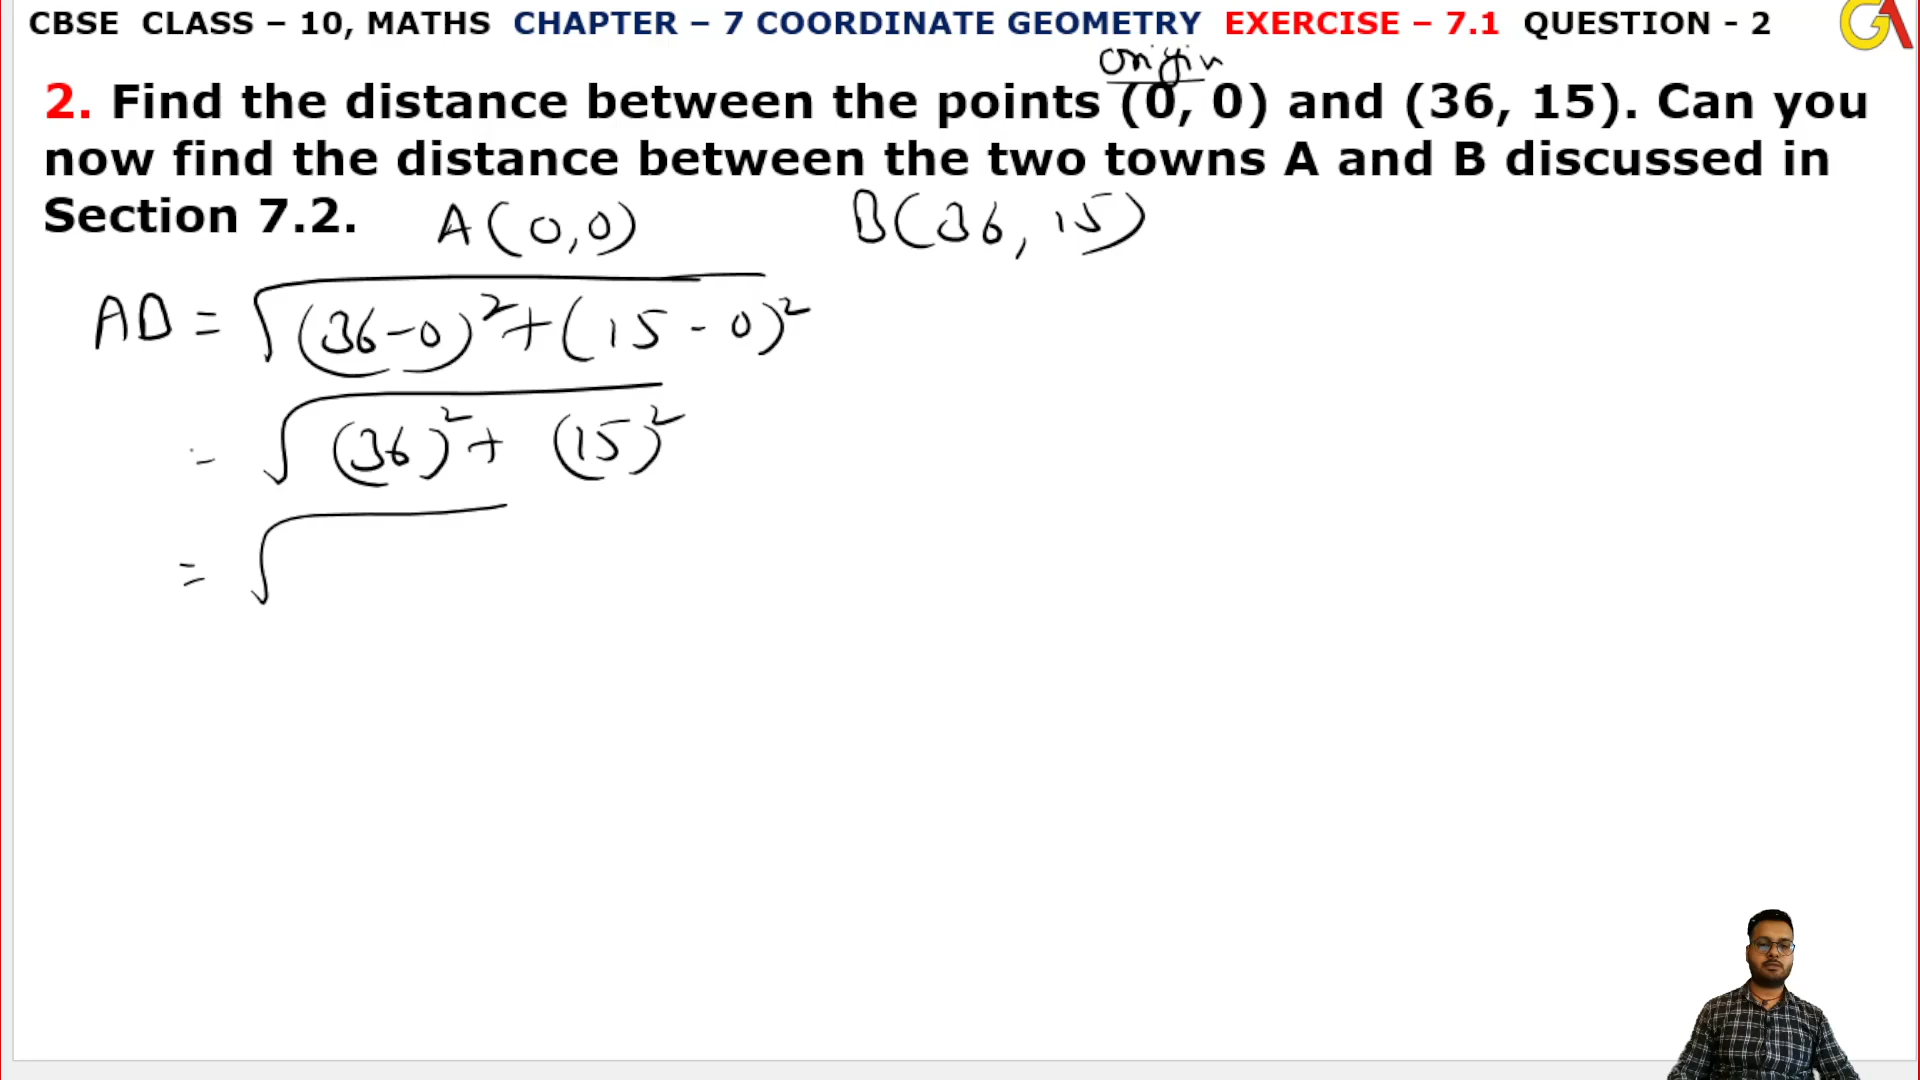 CBSE CLASS – 10, MATHS CHAPTER – 7 COORDINATE GEOMETRY EXERCISE – 7.1 QUESTION - 2
GA
origin
2. Find the distance between the points (0, 0) and (36, 15). Can you
now find the distance between the two towns A and B discussed in
Section 7.2. A(0,0) B(36, 15)
AB = √(36-0)²+(15-0)²
= √(36)²+(15)²
= √